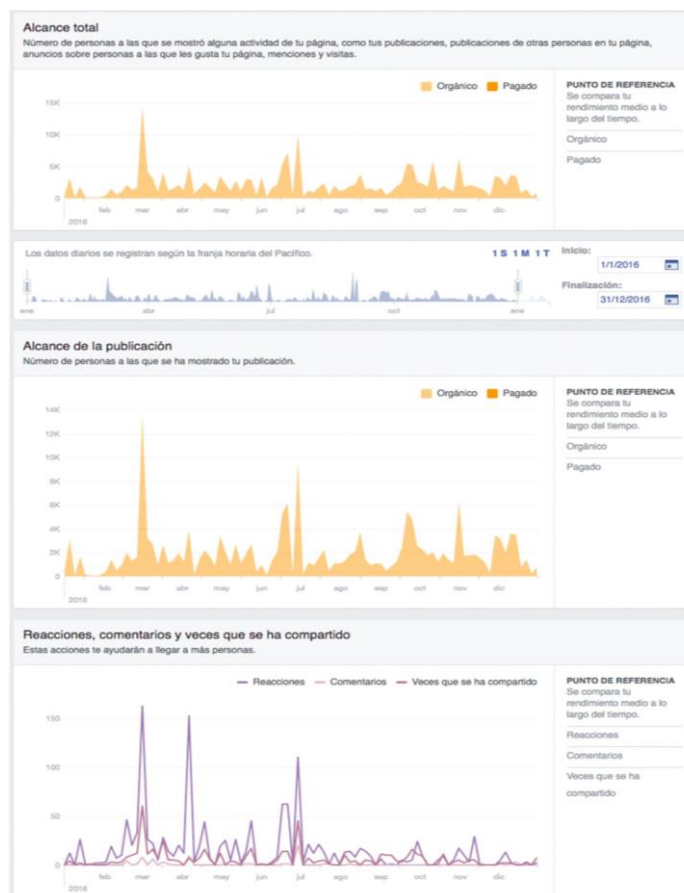 Alcance total
Número de personas a las que se mostró alguna actividad de tu página, como tus publicaciones, publicaciones de otras personas en tu página,
anuncios sobre personas a las que les gusta tu página, menciones y visitas.
Orgánico Pagado
PUNTO DE REFERENCIA
Se compara tu
rendimiento medio a lo
largo del tiempo.
Orgánico
Pagado
15K
10K
5K
0
feb mar abr may jun jul ago sep oct nov dic
2016
Los datos diarios se registran según la franja horaria del Pacífico.
1 S 1 M 1 T
Inicio:
1/1/2016
Finalización:
31/12/2016
ene abr jul oct ene
Alcance de la publicación
Número de personas a las que se ha mostrado tu publicación.
Orgánico Pagado
PUNTO DE REFERENCIA
Se compara tu
rendimiento medio a lo
largo del tiempo.
Orgánico
Pagado
14K
12K
10K
8K
6K
4K
2K
0
feb mar abr may jun jul ago sep oct nov dic
2016
Reacciones, comentarios y veces que se ha compartido
Estas acciones te ayudarán a llegar a más personas.
Reacciones Comentarios Veces que se ha compartido
PUNTO DE REFERENCIA
Se compara tu
rendimiento medio a lo
largo del tiempo.
Reacciones
Comentarios
Veces que se ha
compartido
150
100
50
0
feb mar abr may jun jul ago sep oct nov dic
2016